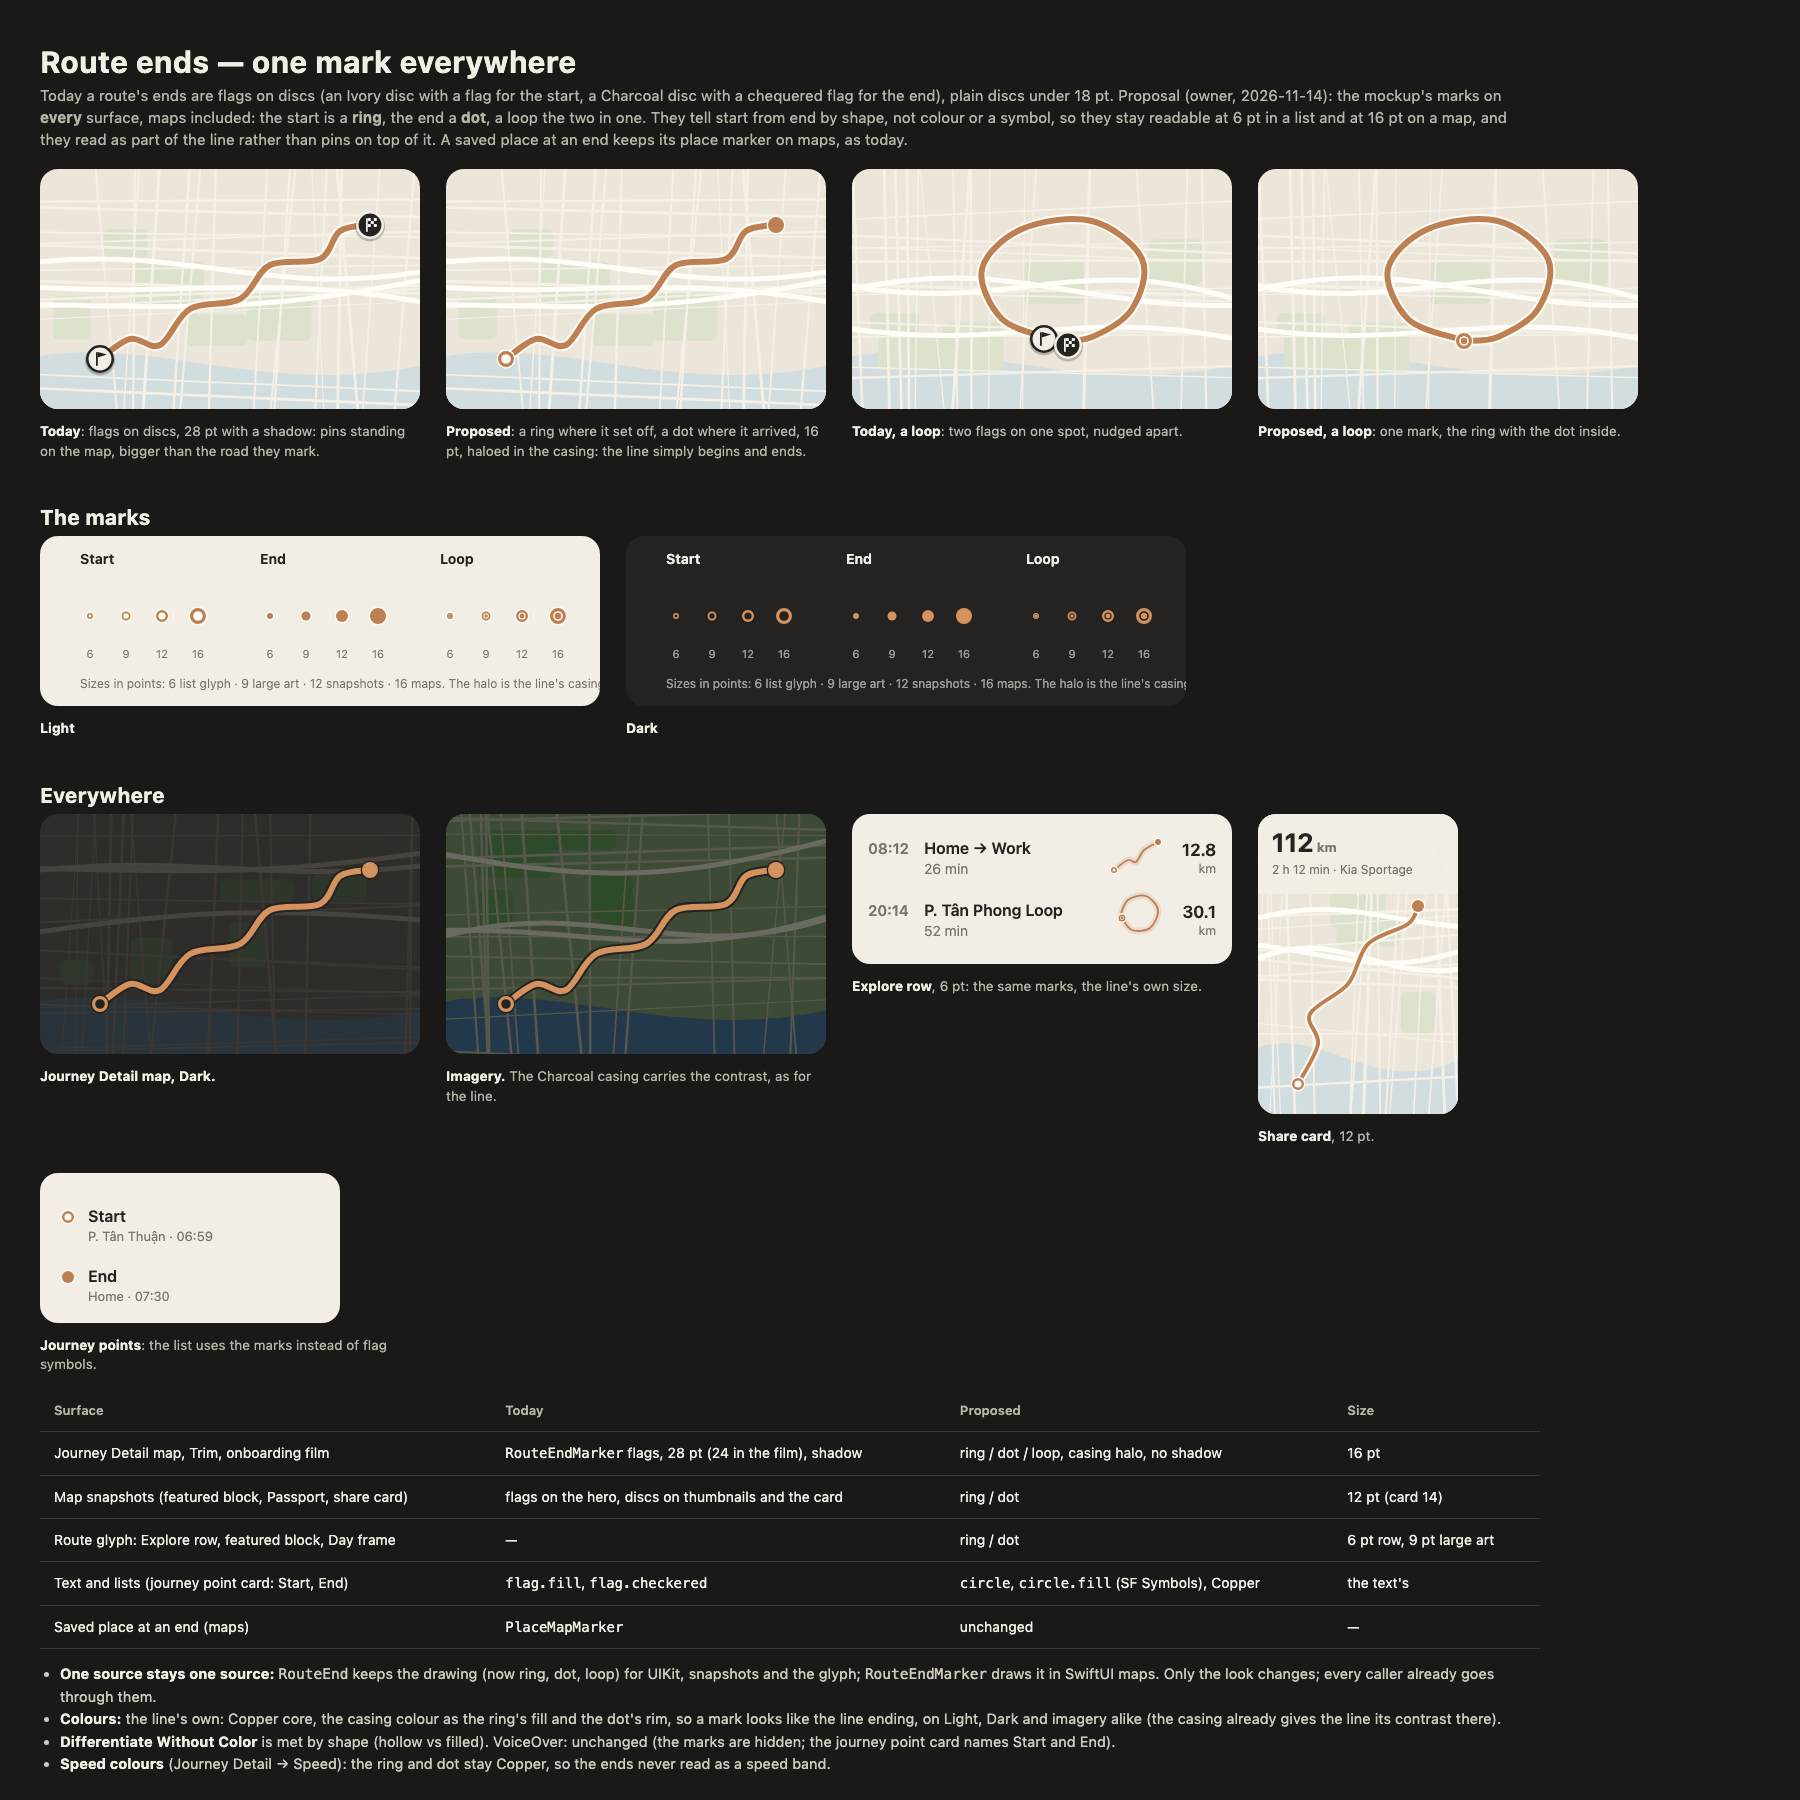 Route ends — one mark everywhere
Today a route's ends are flags on discs (an Ivory disc with a flag for the start, a Charcoal disc with a chequered flag for the end), plain discs under 18 pt. Proposal (owner, 2026-11-14): the mockup's marks on
every surface, maps included: the start is a ring, the end a dot, a loop the two in one. They tell start from end by shape, not colour or a symbol, so they stay readable at 6 pt in a list and at 16 pt on a map, and
they read as part of the line rather than pins on top of it. A saved place at an end keeps its place marker on maps, as today.
Today: flags on discs, 28 pt with a shadow: pins standing
on the map, bigger than the road they mark.
Proposed: a ring where it set off, a dot where it arrived, 16
pt, haloed in the casing: the line simply begins and ends.
Today, a loop: two flags on one spot, nudged apart.
Proposed, a loop: one mark, the ring with the dot inside.
The marks
Start End Loop
6 9 12 16 6 9 12 16 6 9 12 16
Sizes in points: 6 list glyph · 9 large art · 12 snapshots · 16 maps. The halo is the line's casing
Light
Start End Loop
6 9 12 16 6 9 12 16 6 9 12 16
Sizes in points: 6 list glyph · 9 large art · 12 snapshots · 16 maps. The halo is the line's casing
Dark
Everywhere
Journey Detail map, Dark.
Imagery. The Charcoal casing carries the contrast, as for
the line.
08:12 Home → Work 12.8
26 min km
20:14 P. Tân Phong Loop 30.1
52 min km
Explore row, 6 pt: the same marks, the line's own size.
112 km
2 h 12 min · Kia Sportage
Share card, 12 pt.
Start
P. Tân Thuận · 06:59
End
Home · 07:30
Journey points: the list uses the marks instead of flag
symbols.
Surface Today Proposed Size
Journey Detail map, Trim, onboarding film RouteEndMarker flags, 28 pt (24 in the film), shadow ring / dot / loop, casing halo, no shadow 16 pt
Map snapshots (featured block, Passport, share card) flags on the hero, discs on thumbnails and the card ring / dot 12 pt (card 14)
Route glyph: Explore row, featured block, Day frame — ring / dot 6 pt row, 9 pt large art
Text and lists (journey point card: Start, End) flag.fill, flag.checkered circle, circle.fill (SF Symbols), Copper the text's
Saved place at an end (maps) PlaceMapMarker unchanged —
• One source stays one source: RouteEnd keeps the drawing (now ring, dot, loop) for UIKit, snapshots and the glyph; RouteEndMarker draws it in SwiftUI maps. Only the look changes; every caller already goes
through them.
• Colours: the line's own: Copper core, the casing colour as the ring's fill and the dot's rim, so a mark looks like the line ending, on Light, Dark and imagery alike (the casing already gives the line its contrast there).
• Differentiate Without Color is met by shape (hollow vs filled). VoiceOver: unchanged (the marks are hidden; the journey point card names Start and End).
• Speed colours (Journey Detail → Speed): the ring and dot stay Copper, so the ends never read as a speed band.